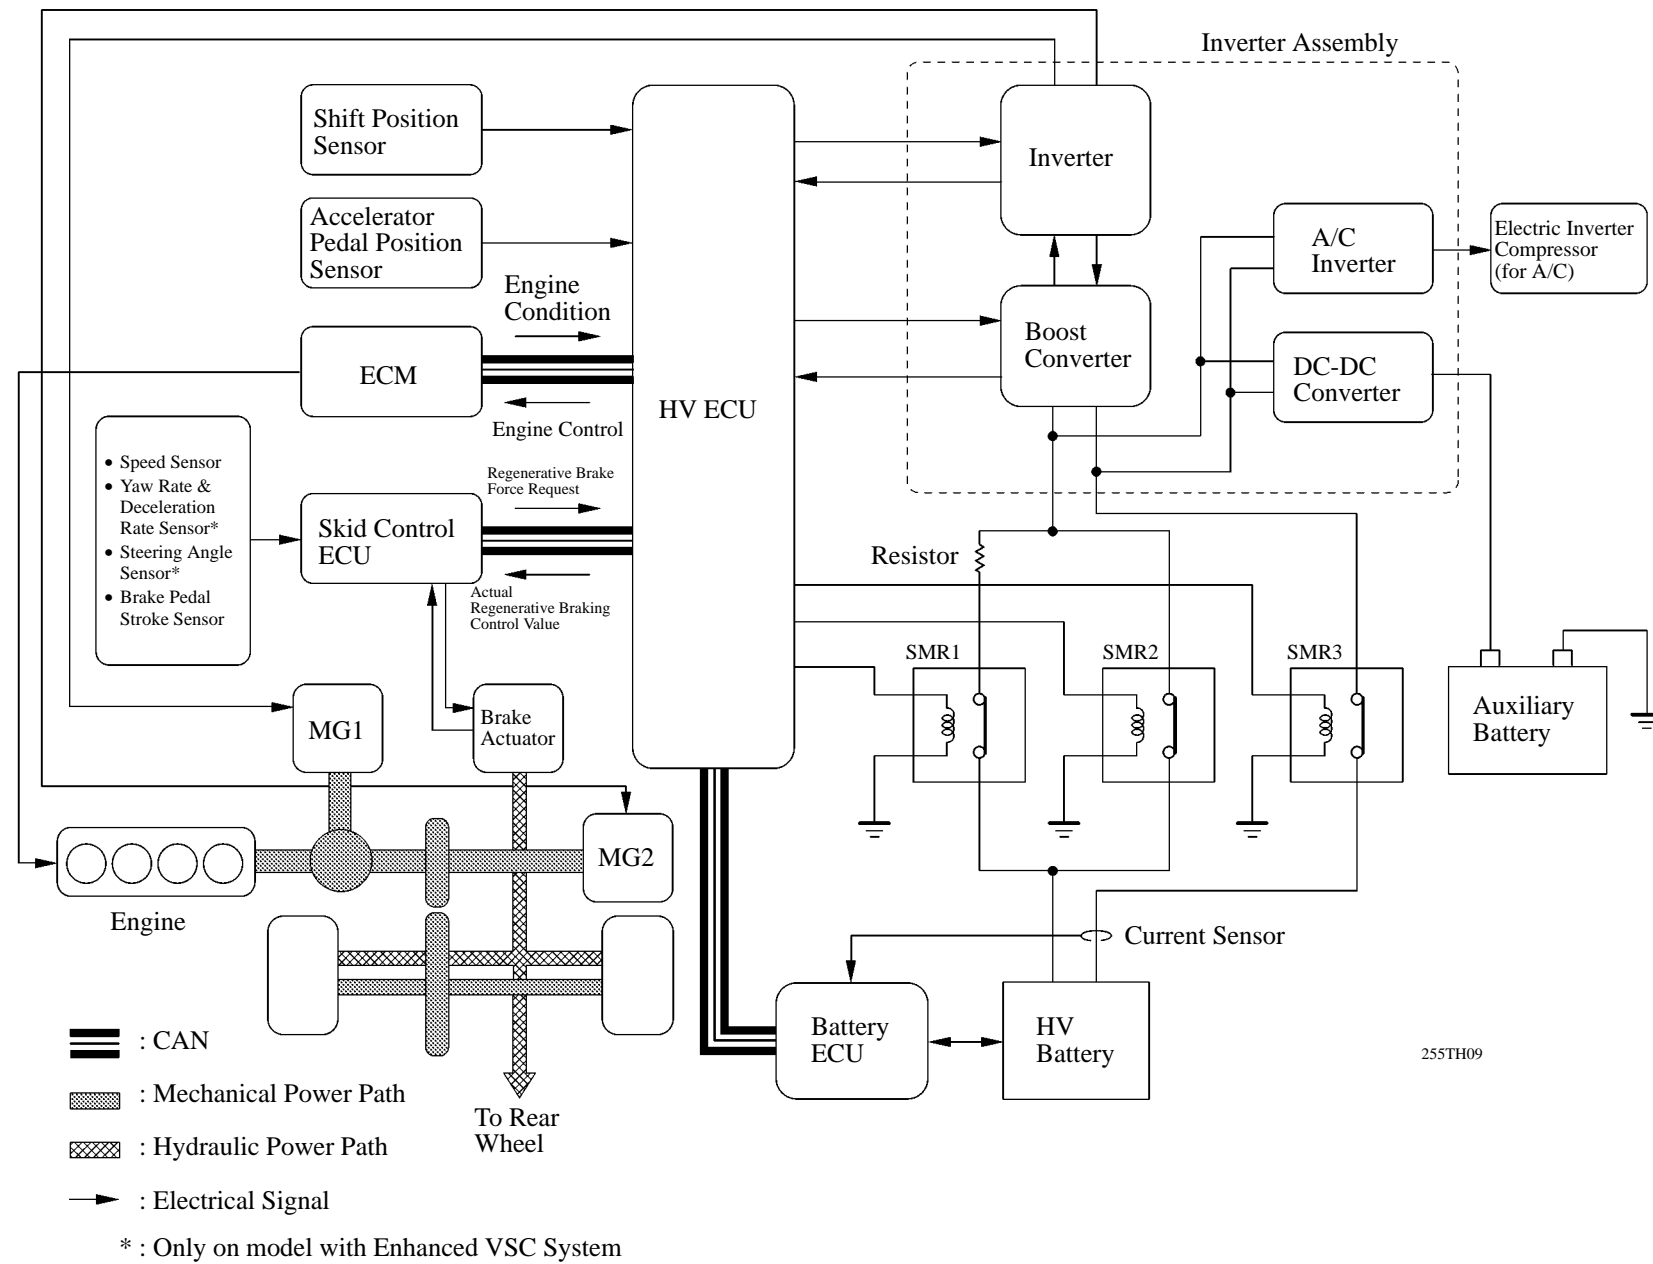 Inverter Assembly
Shift Position
Sensor
Inverter
Accelerator
Pedal Position
Sensor
A/C
Inverter
Electric Inverter
Compressor
(for A/C)
Engine
Condition
ECM
HV ECU
Boost
Converter
DC-DC
Converter
Engine Control
• Speed Sensor
• Yaw Rate &
Deceleration
Rate Sensor*
• Steering Angle
Sensor*
• Brake Pedal
Stroke Sensor
Regenerative Brake
Force Request
Skid Control
ECU
Actual
Regenerative Braking
Control Value
Resistor
SMR1
SMR2
SMR3
MG1
Brake
Actuator
Auxiliary
Battery
MG2
Engine
Current Sensor
Battery
ECU
HV
Battery
255TH09
To Rear
Wheel
: CAN
: Mechanical Power Path
: Hydraulic Power Path
: Electrical Signal
* : Only on model with Enhanced VSC System